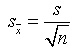 s_x̄ = s / √n